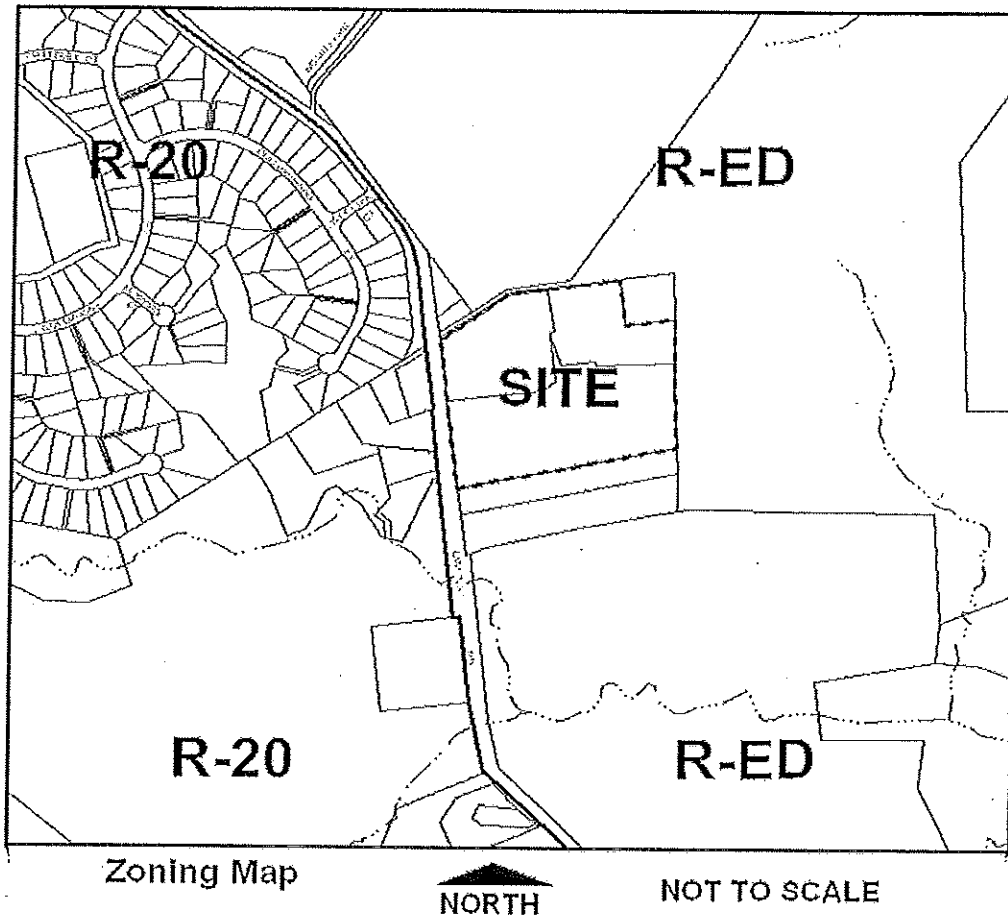 R-20
R-ED
SITE
R-20
R-ED
Zoning Map
NORTH
NOT TO SCALE